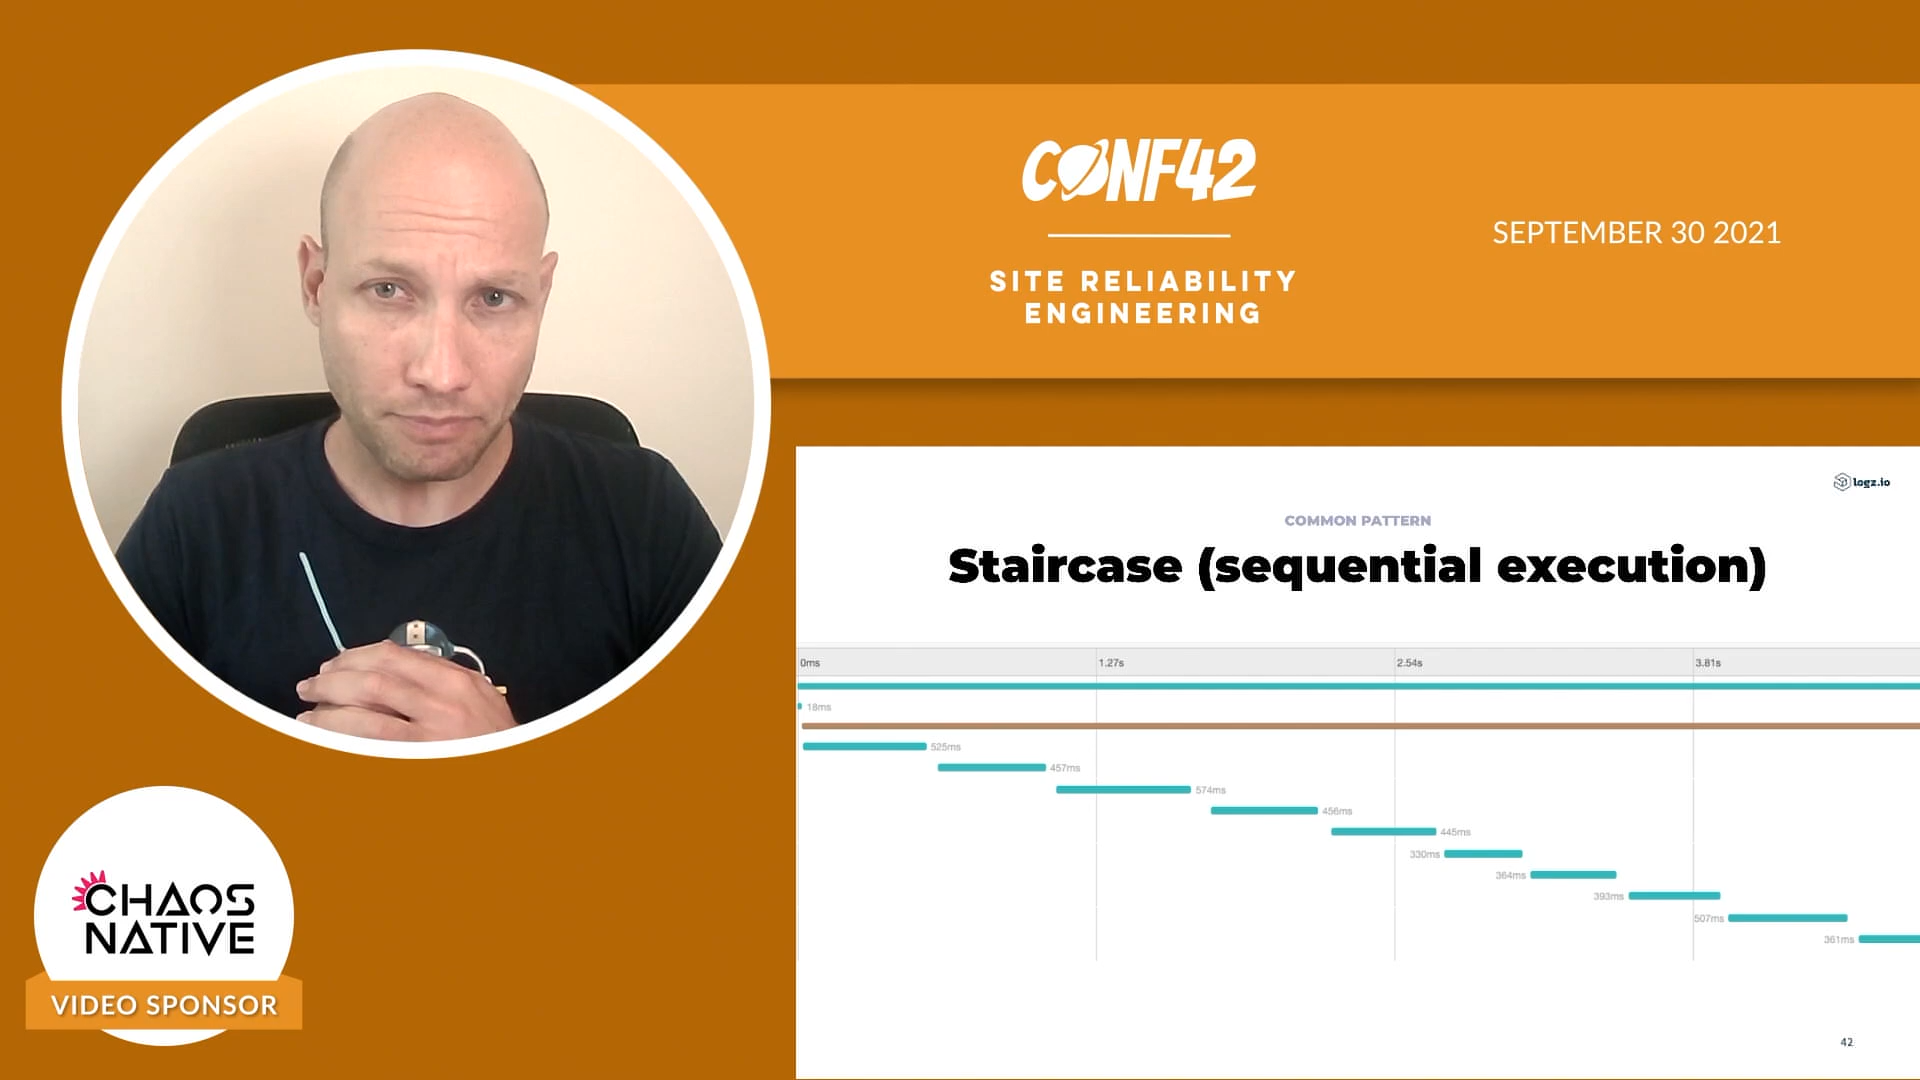 CONF42
SITE RELIABILITY
ENGINEERING
SEPTEMBER 30 2021
logz.io
COMMON PATTERN
Staircase (sequential execution)
0ms 1.27s 2.54s 3.81s
18ms
525ms
457ms
574ms
456ms
445ms
330ms
364ms
393ms
507ms
361ms
42
CHAOS
NATIVE
VIDEO SPONSOR